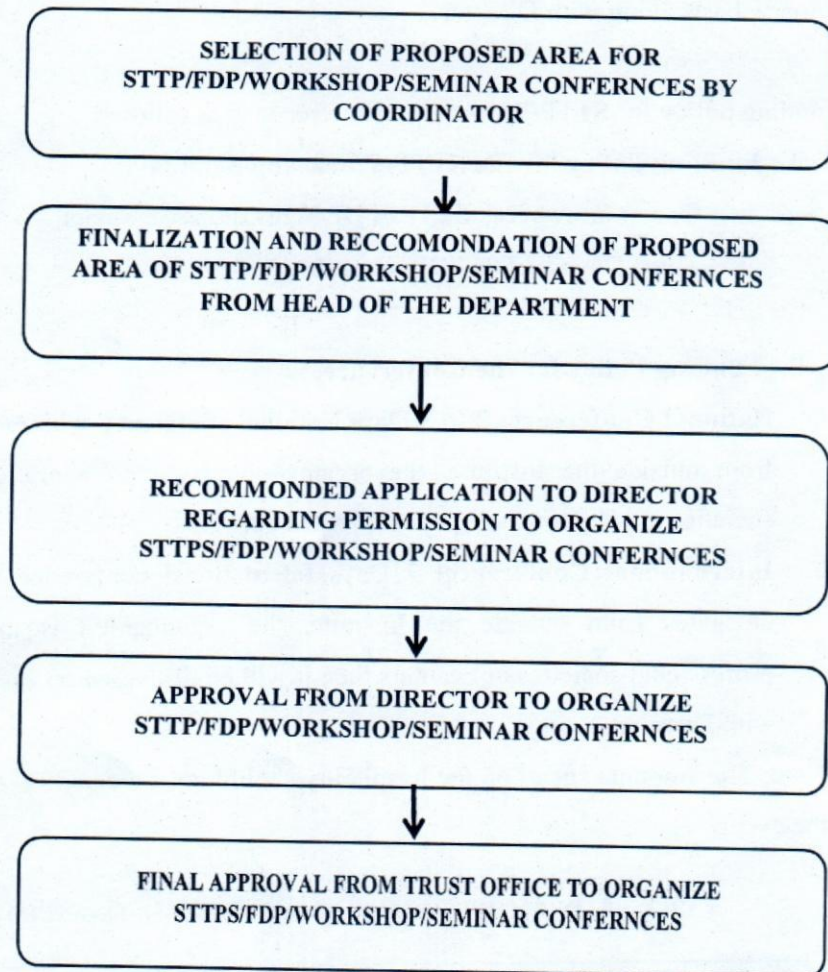 SELECTION OF PROPOSED AREA FOR
STTP/FDP/WORKSHOP/SEMINAR CONFERNCES BY
COORDINATOR
FINALIZATION AND RECCOMONDATION OF PROPOSED
AREA OF STTP/FDP/WORKSHOP/SEMINAR CONFERNCES
FROM HEAD OF THE DEPARTMENT
RECOMMONDED APPLICATION TO DIRECTOR
REGARDING PERMISSION TO ORGANIZE
STTPS/FDP/WORKSHOP/SEMINAR CONFERNCES
APPROVAL FROM DIRECTOR TO ORGANIZE
STTP/FDP/WORKSHOP/SEMINAR CONFERNCES
FINAL APPROVAL FROM TRUST OFFICE TO ORGANIZE
STTPS/FDP/WORKSHOP/SEMINAR CONFERNCES